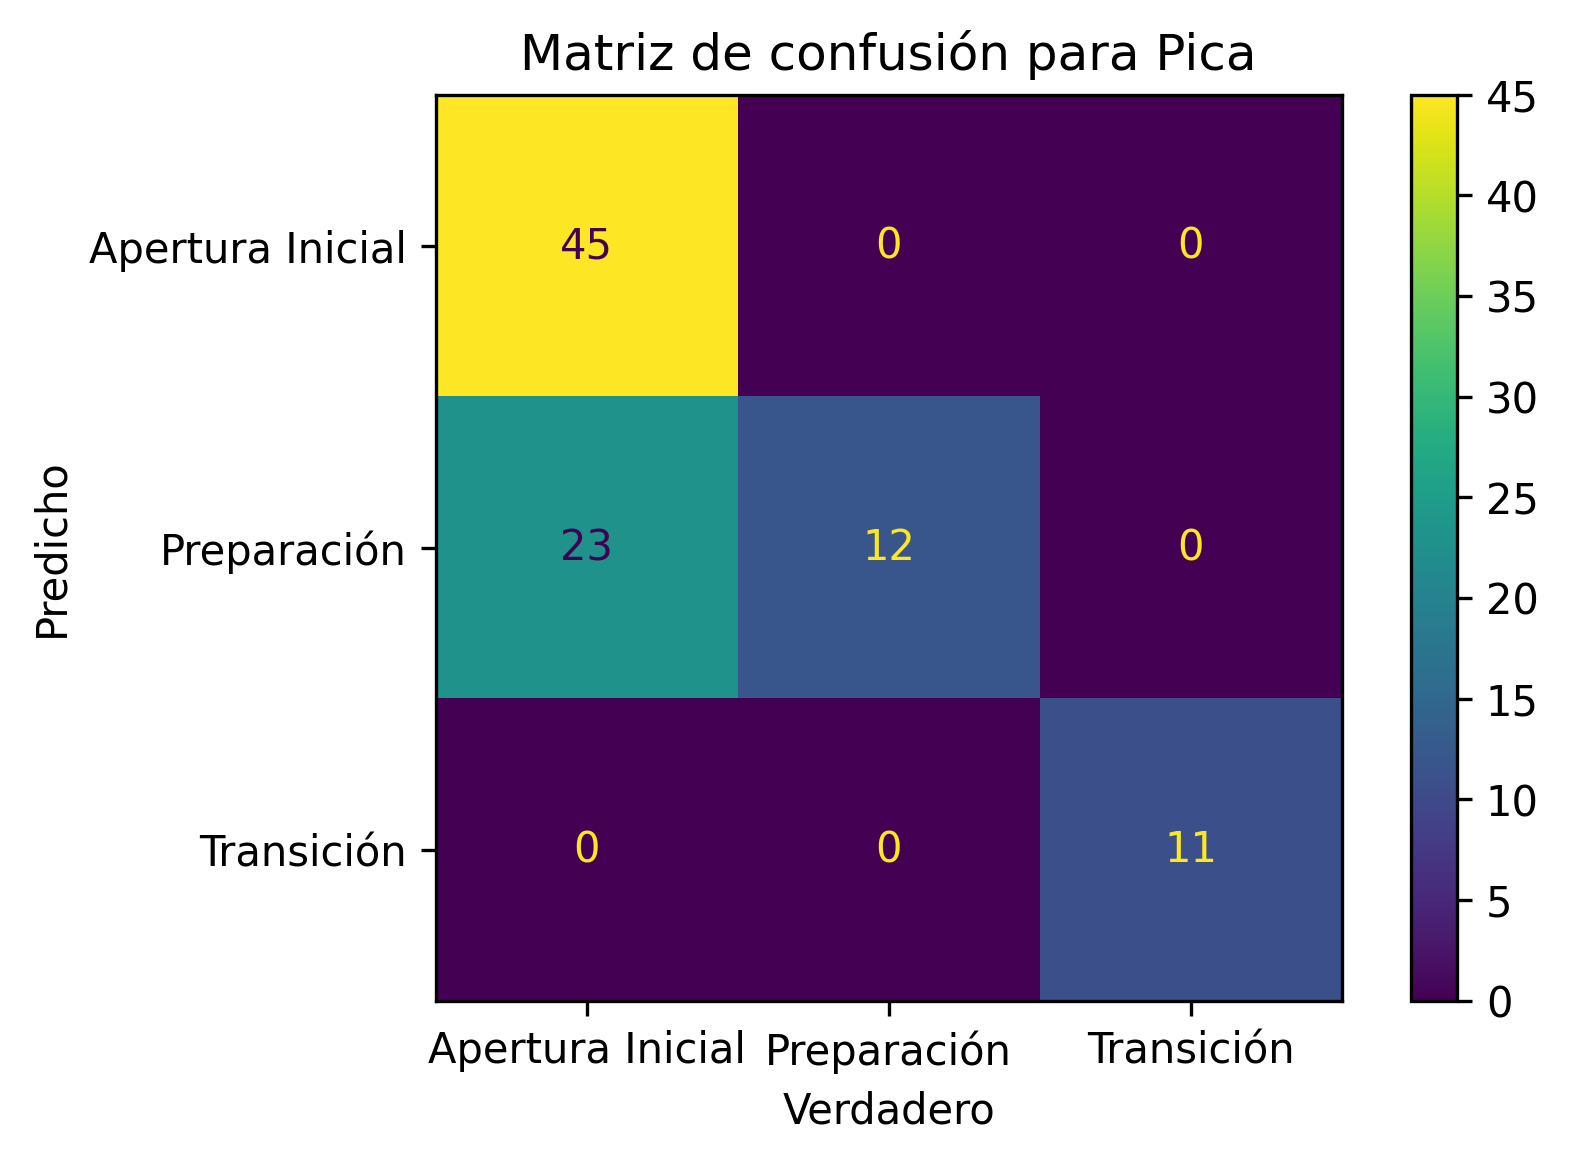 Matriz de confusión para Pica
Predicho
Apertura Inicial
45
0
0
Preparación
23
12
0
Transición
0
0
11
Apertura Inicial
Preparación
Transición
Verdadero
45
40
35
30
25
20
15
10
5
0